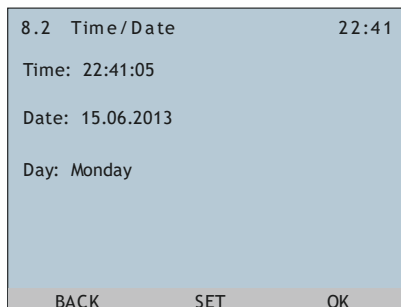 8.2 Time/Date 22:41
Time: 22:41:05
Date: 15.06.2013
Day: Monday
BACK SET OK